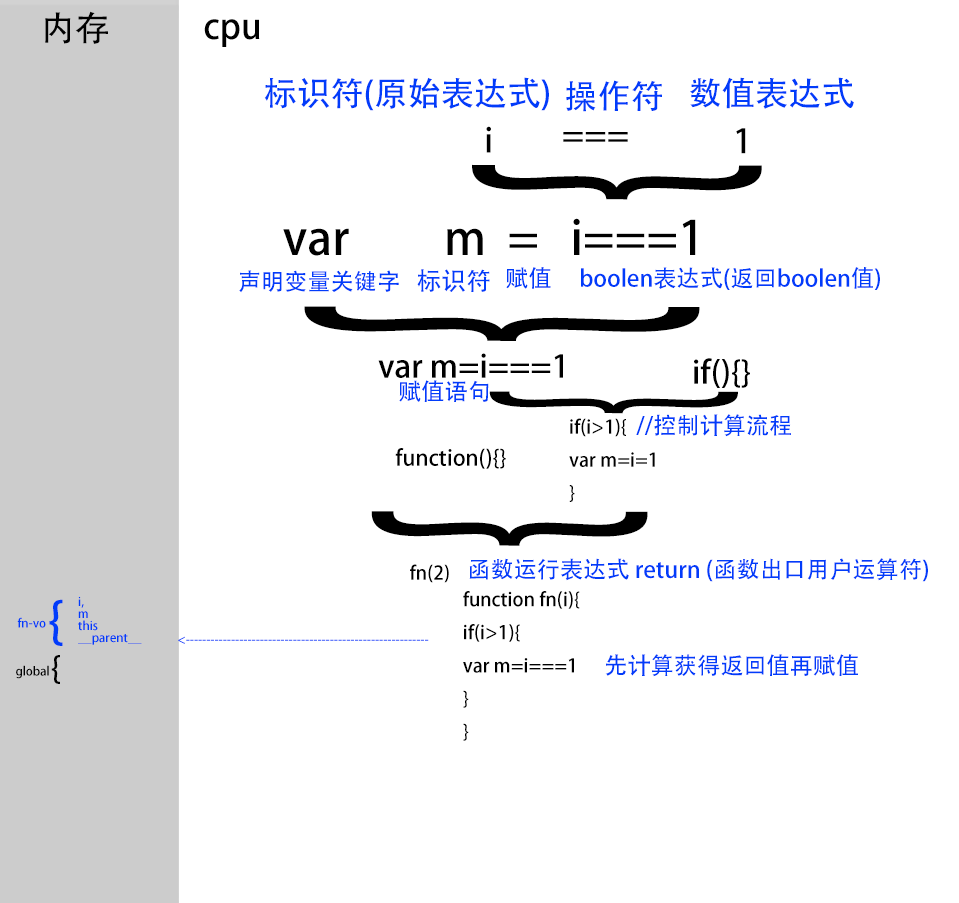 内存
cpu
标识符(原始表达式) 操作符 数值表达式
i === 1
var m = i===1
声明变量关键字 标识符 赋值 boolen表达式(返回boolen值)
var m=i===1 if(){}
赋值语句
if(i>1){ //控制计算流程
function(){} var m=i=1
}
fn(2) 函数运行表达式 return (函数出口用户运算符)
function fn(i){
if(i>1){
var m=i===1 先计算获得返回值再赋值
}
}
fn-vo {
i,
m
this
__parent__
global {